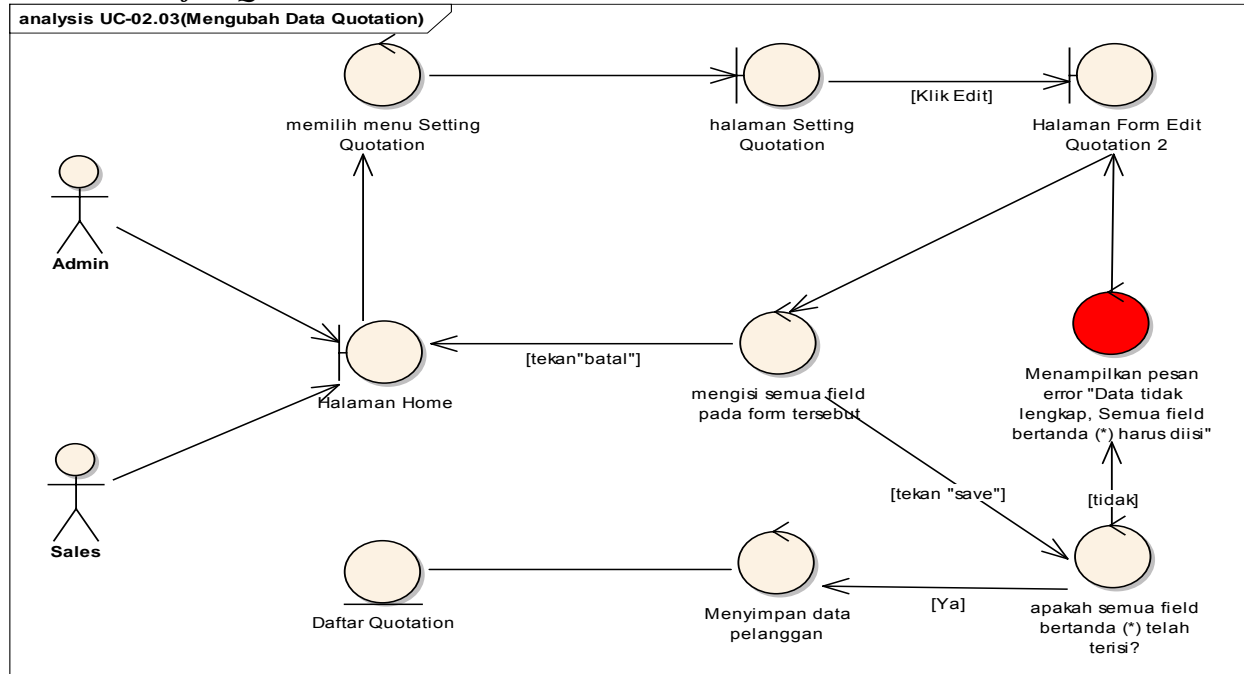 analysis UC-02.03(Mengubah Data Quotation)
memilih menu Setting
Quotation
halaman Setting
Quotation
[Klik Edit]
Halaman Form Edit
Quotation 2
Admin
Halaman Home
[tekan"batal"]
mengisi semua field
pada form tersebut
Menampilkan pesan
error "Data tidak
lengkap, Semua field
bertanda (*) harus diisi"
[tekan "save"]
[tidak]
Sales
Daftar Quotation
Menyimpan data
pelanggan
[Ya]
apakah semua field
bertanda (*) telah
terisi?